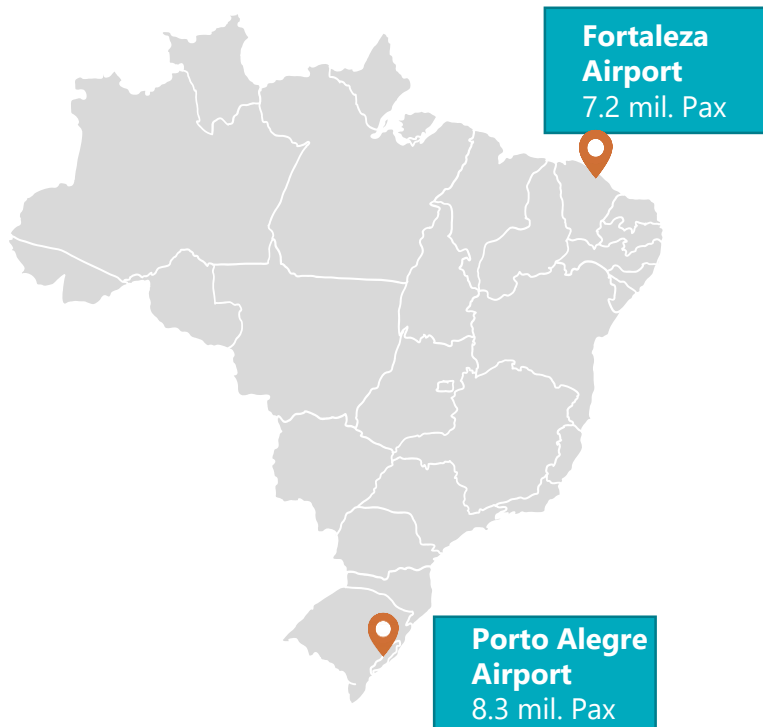 Fortaleza
Airport
7.2 mil. Pax
Porto Alegre
Airport
8.3 mil. Pax